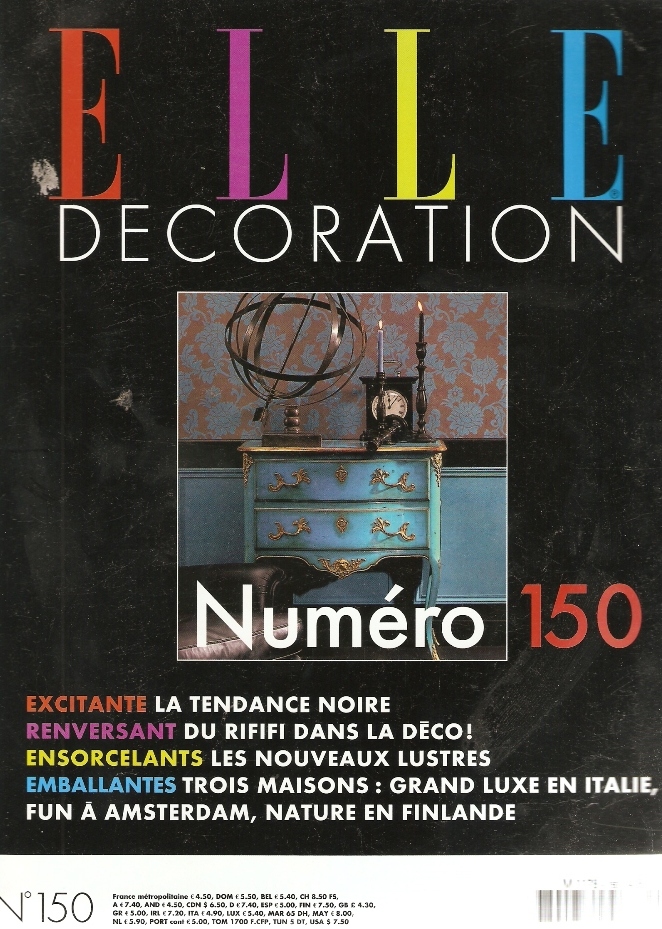 ELLE
DECORATION
Numéro 150
EXCITANTE LA TENDANCE NOIRE
RENVERSANT DU RIFIFI DANS LA DĒCO!
ENSORCELANTS LES NOUVEAUX LUSTRES
EMBALLANTES TROIS MAISONS : GRAND LUXE EN ITALIE,
FUN Ā AMSTERDAM, NATURE EN FINLANDE
N°150
France métropolitaine € 4.50, DOM € 5.50, BEL € 5.40, CH 8.50 FS,
A € 7.40, AND € 4.50, CDN $ 6.50, D € 7.40, ESP € 5.00, FIN € 7.50, GB £ 4.30,
GR € 5.00, IRL € 7.20, ITA € 4.90, LUX € 5.40, MAR 65 DH, MAY € 8.00,
NL € 5.90, PORT cont € 5.00, TOM 1700 F.CFP, TUN 5 DT, USA $ 7.50